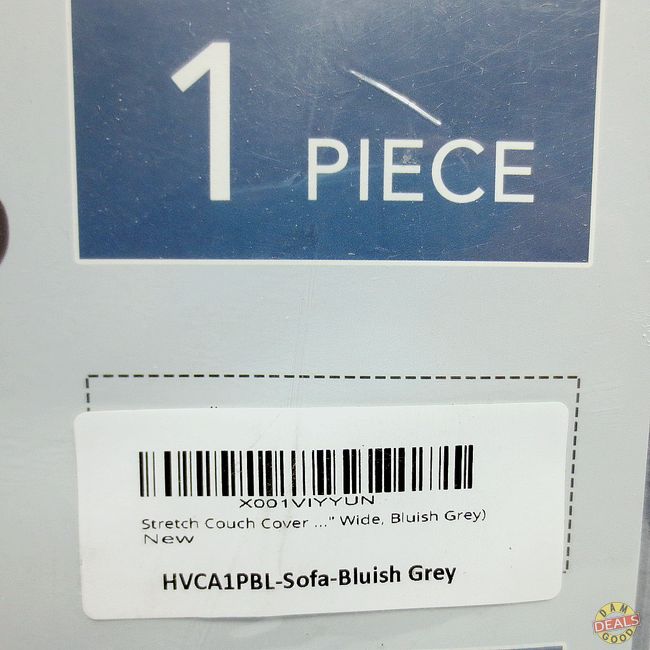 1 PIECE
X001VIYYUN
Stretch Couch Cover ..." Wide, Bluish Grey)
New
HVCA1PBL-Sofa-Bluish Grey
DAM
DEALS
GOOD